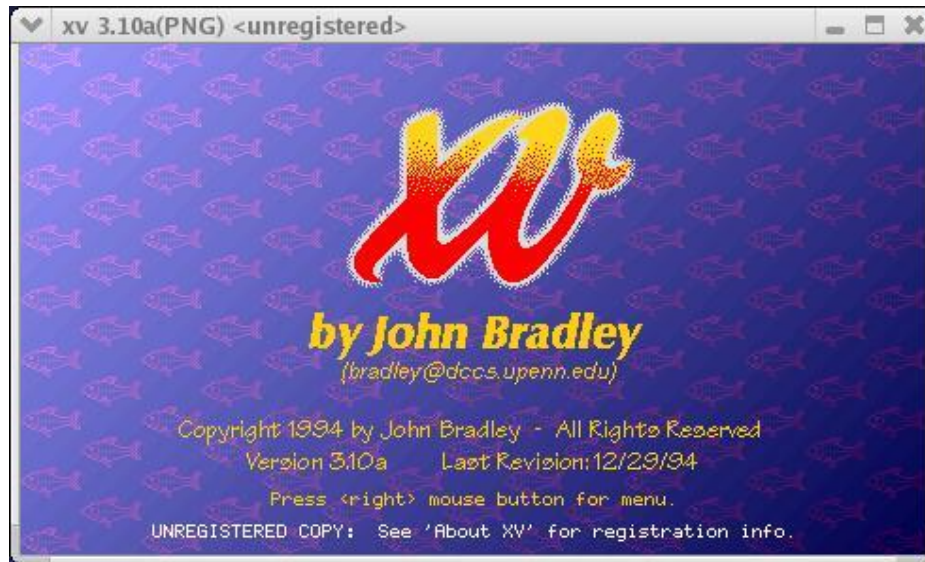 xv 3.10a(PNG) <unregistered>
xv
by John Bradley
(bradley@dccs.upenn.edu)
Copyright 1994 by John Bradley - All Rights Reserved
Version 3.10a Last Revision: 12/29/94
Press <right> mouse button for menu.
UNREGISTERED COPY: See 'About XV' for registration info.